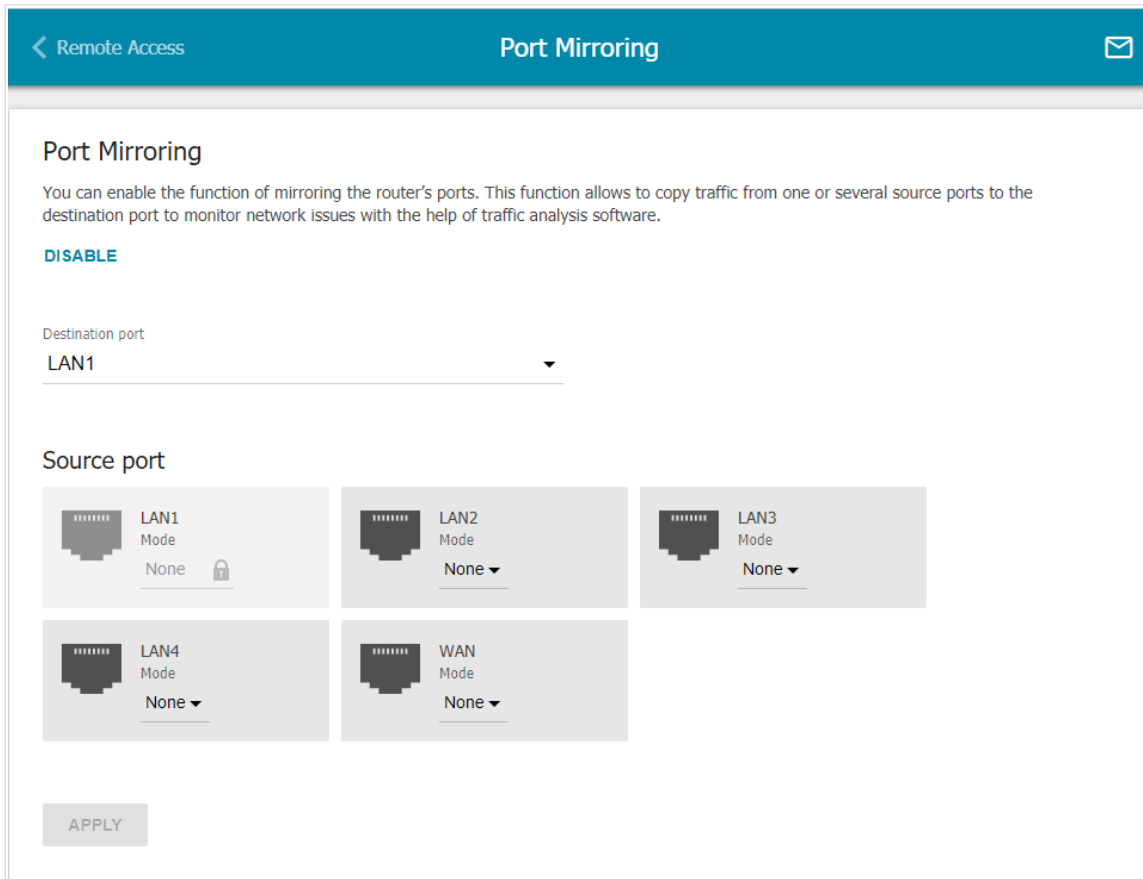 Remote Access
Port Mirroring
Port Mirroring
You can enable the function of mirroring the router's ports. This function allows to copy traffic from one or several source ports to the
destination port to monitor network issues with the help of traffic analysis software.
DISABLE
Destination port
LAN1
Source port
LAN1
Mode
None
LAN2
Mode
None
LAN3
Mode
None
LAN4
Mode
None
WAN
Mode
None
APPLY